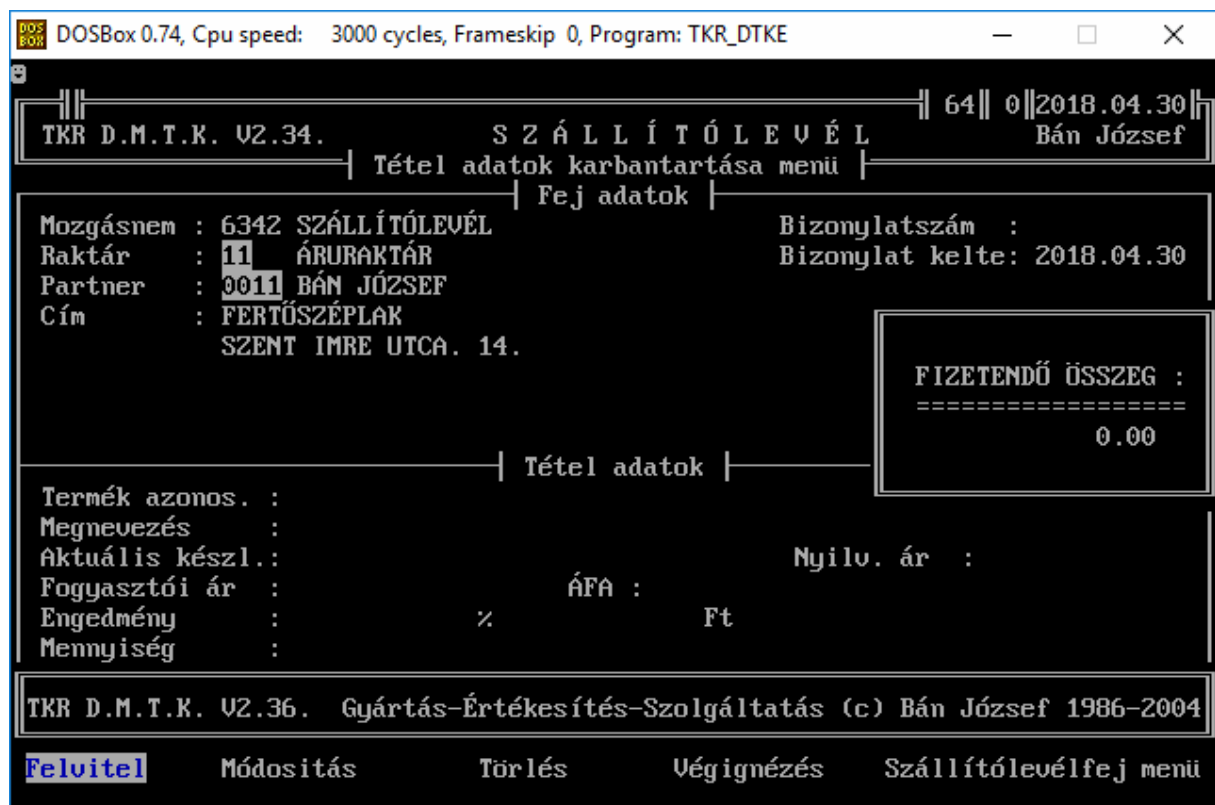 DOSBox 0.74, Cpu speed: 3000 cycles, Frameskip 0, Program: TKR_DTKE
64 0 2018.04.30
TKR D.M.T.K. V2.34. S Z Á L L Í T Ó L E V É L Bán József
Tétel adatok karbantartása menü
Fej adatok
Mozgásnem : 6342 SZÁLLÍTÓLEVÉL Bizonylatszám :
Raktár : 11 ÁRURAKTÁR Bizonylat kelte: 2018.04.30
Partner : 0011 BÁN JÓZSEF
Cím : FERTŐSZÉPLAK
SZENT IMRE UTCA. 14.
FIZETENDŐ ÖSSZEG :
==================
0.00
Tétel adatok
Termék azonos. :
Megnevezés :
Aktuális készl.: Nyilv. ár :
Fogyasztói ár : ÁFA :
Engedmény : % Ft
Mennyiség :
TKR D.M.T.K. V2.36. Gyártás-Értékesítés-Szolgáltatás (c) Bán József 1986-2004
Felvitel Módositás Törlés Végignézés Szállítólevélfej menü